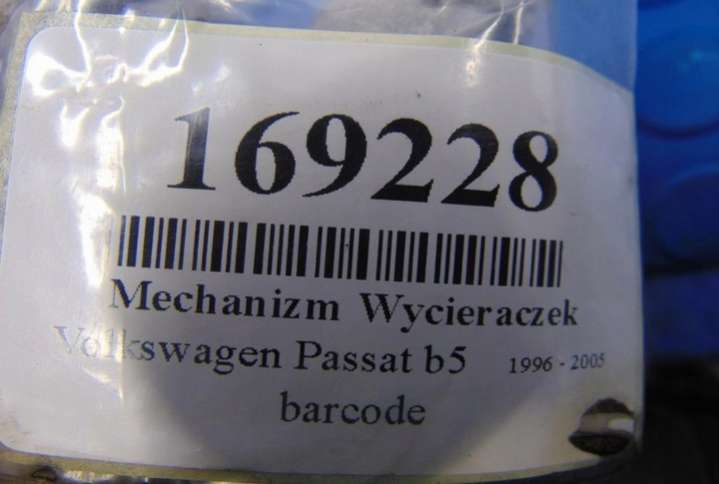 169228
Mechanizm Wycieraczek
Volkswagen Passat b5 1996 - 2005
barcode